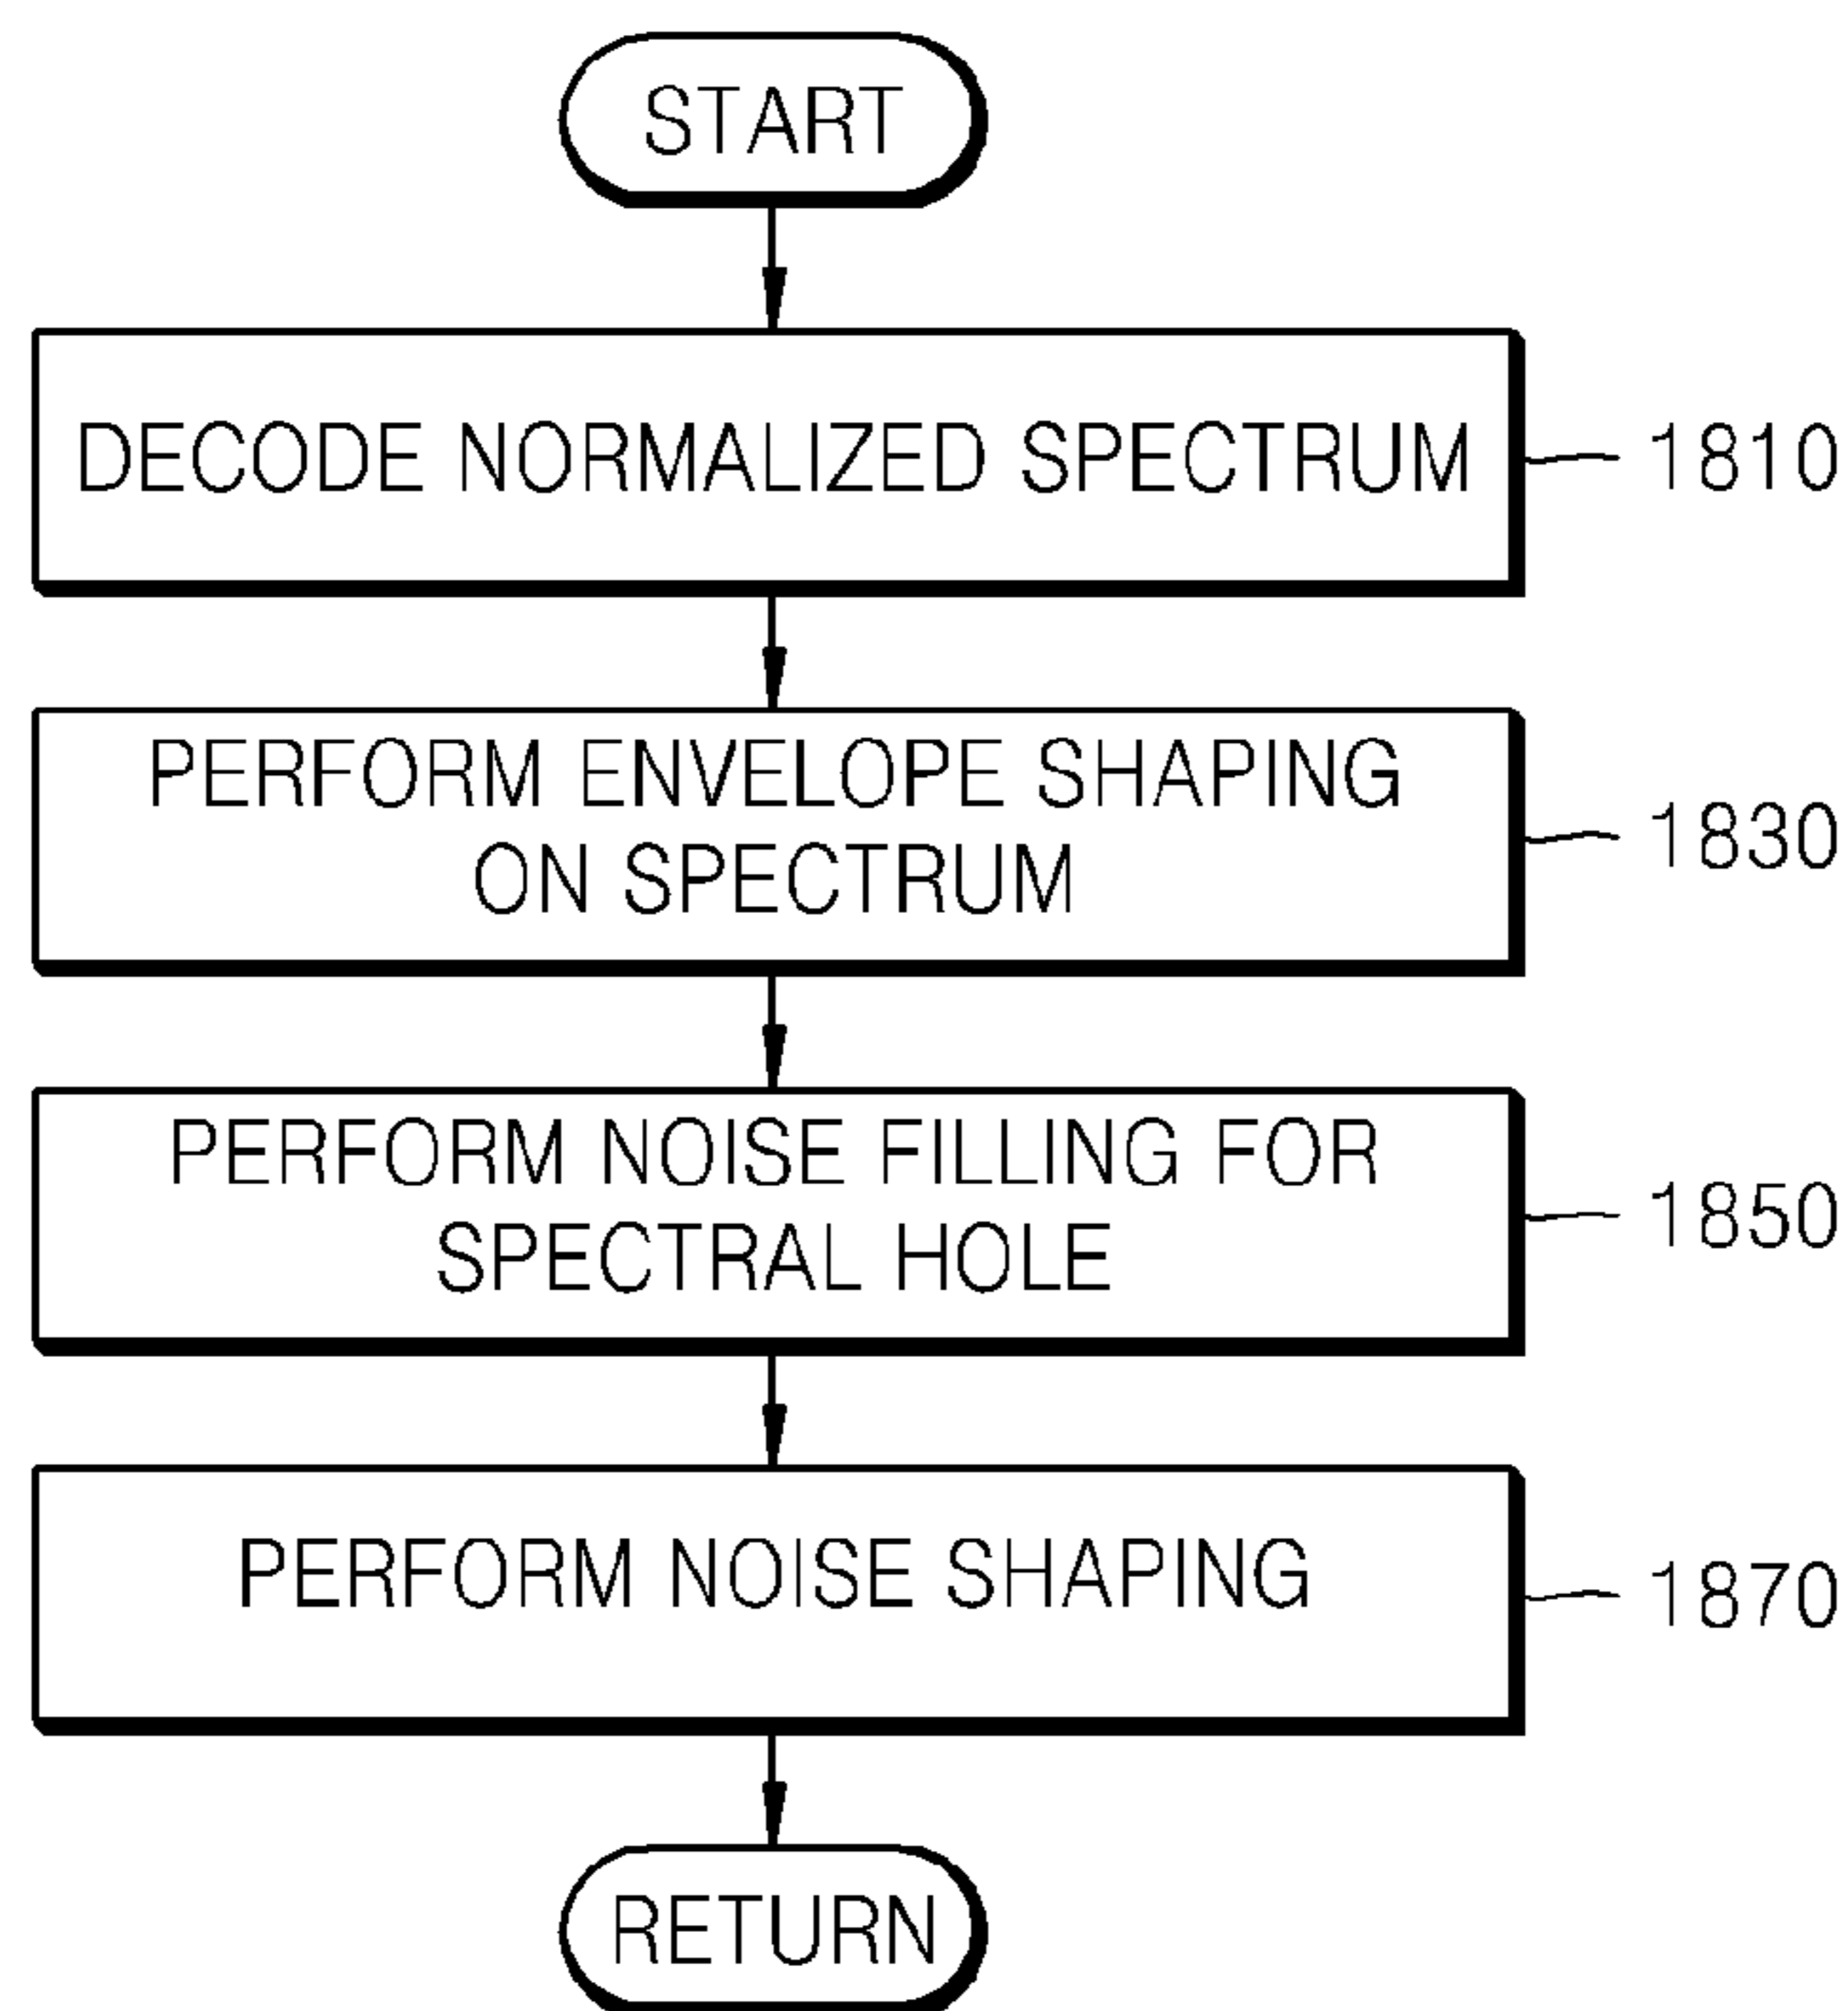 START
DECODE NORMALIZED SPECTRUM
1810
PERFORM ENVELOPE SHAPING
ON SPECTRUM
1830
PERFORM NOISE FILLING FOR
SPECTRAL HOLE
1850
PERFORM NOISE SHAPING
1870
RETURN